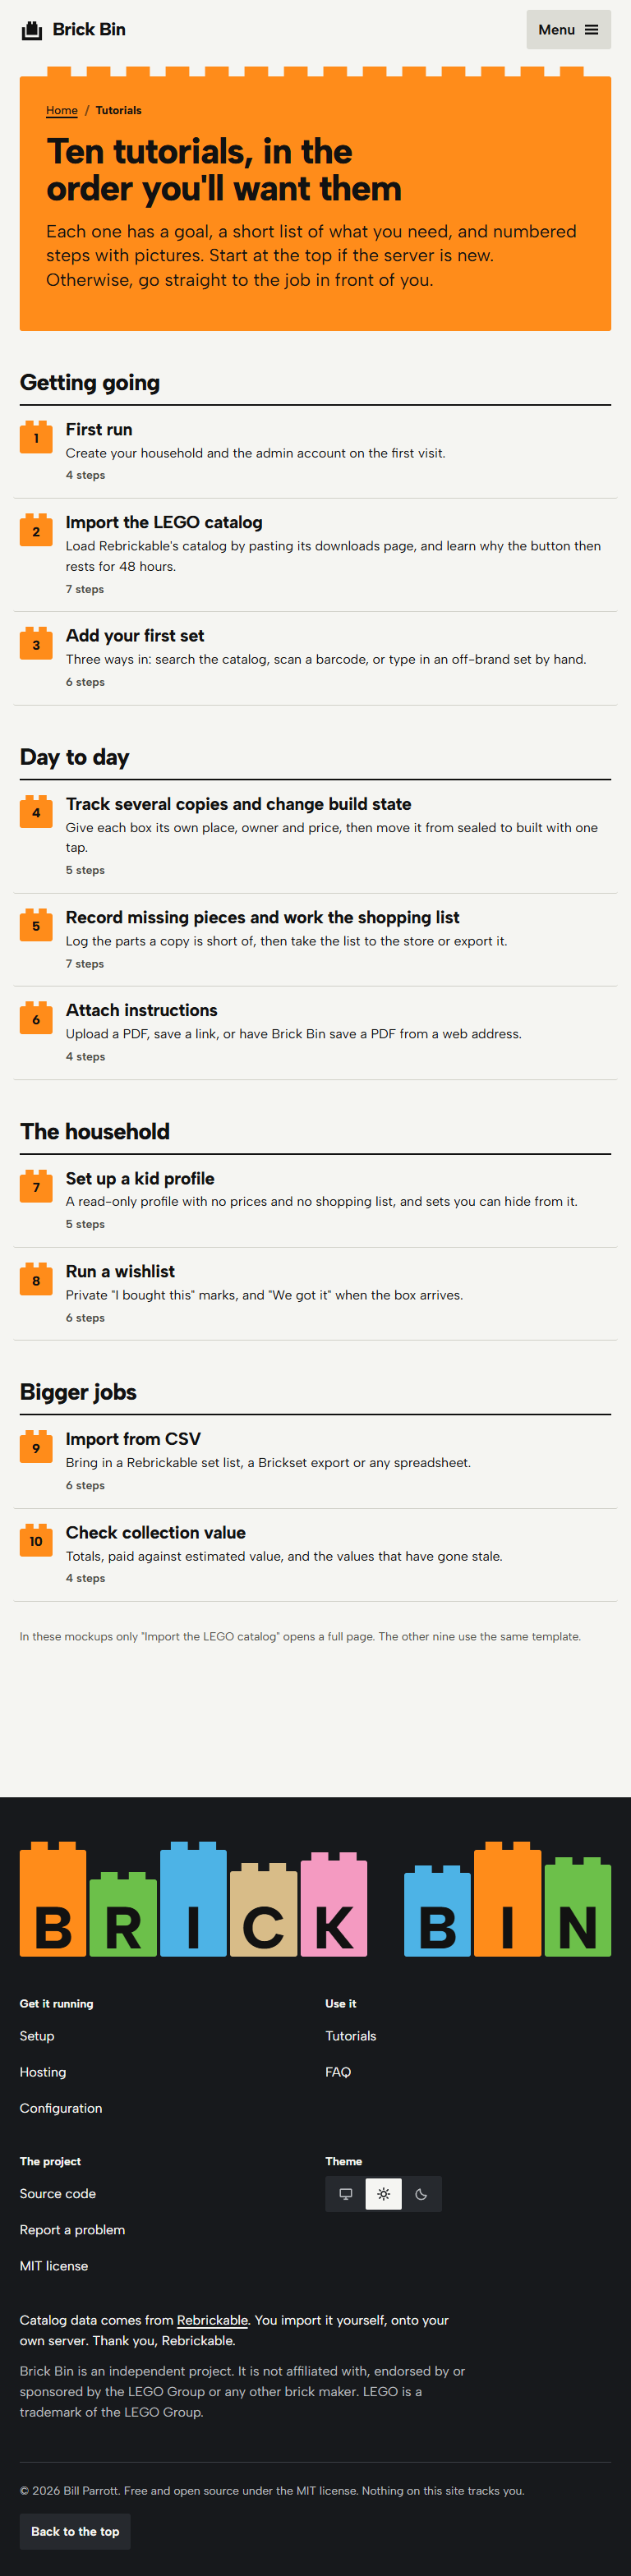 Brick Bin
Menu
Home / Tutorials
Ten tutorials, in the
order you'll want them
Each one has a goal, a short list of what you need, and numbered
steps with pictures. Start at the top if the server is new.
Otherwise, go straight to the job in front of you.
Getting going
1
First run
Create your household and the admin account on the first visit.
4 steps
2
Import the LEGO catalog
Load Rebrickable's catalog by pasting its downloads page, and learn why the button then
rests for 48 hours.
7 steps
3
Add your first set
Three ways in: search the catalog, scan a barcode, or type in an off-brand set by hand.
6 steps
Day to day
4
Track several copies and change build state
Give each box its own place, owner and price, then move it from sealed to built with one
tap.
5 steps
5
Record missing pieces and work the shopping list
Log the parts a copy is short of, then take the list to the store or export it.
7 steps
6
Attach instructions
Upload a PDF, save a link, or have Brick Bin save a PDF from a web address.
4 steps
The household
7
Set up a kid profile
A read-only profile with no prices and no shopping list, and sets you can hide from it.
5 steps
8
Run a wishlist
Private "I bought this" marks, and "We got it" when the box arrives.
6 steps
Bigger jobs
9
Import from CSV
Bring in a Rebrickable set list, a Brickset export or any spreadsheet.
6 steps
10
Check collection value
Totals, paid against estimated value, and the values that have gone stale.
4 steps
In these mockups only "Import the LEGO catalog" opens a full page. The other nine use the same template.
BRICK BIN
Get it running
Setup
Hosting
Configuration
Use it
Tutorials
FAQ
The project
Source code
Report a problem
MIT license
Theme
Catalog data comes from Rebrickable. You import it yourself, onto your
own server. Thank you, Rebrickable.
Brick Bin is an independent project. It is not affiliated with, endorsed by or
sponsored by the LEGO Group or any other brick maker. LEGO is a
trademark of the LEGO Group.
© 2026 Bill Parrott. Free and open source under the MIT license. Nothing on this site tracks you.
Back to the top